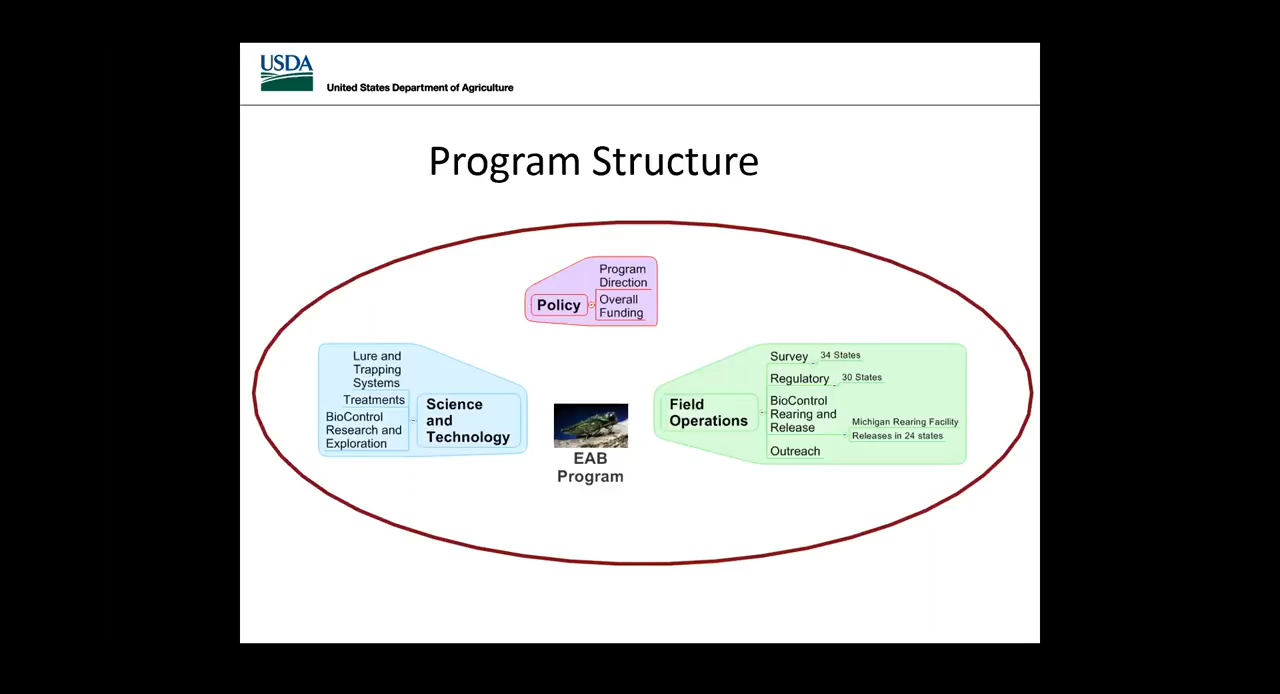 USDA
United States Department of Agriculture
Program Structure
Policy
Program
Direction
Overall
Funding
Lure and
Trapping
Systems
Treatments
BioControl
Research and
Exploration
Science
and
Technology
EAB
Program
Field
Operations
Survey
34 States
Regulatory
30 States
BioControl
Rearing and
Release
Michigan Rearing Facility
Releases in 24 states
Outreach